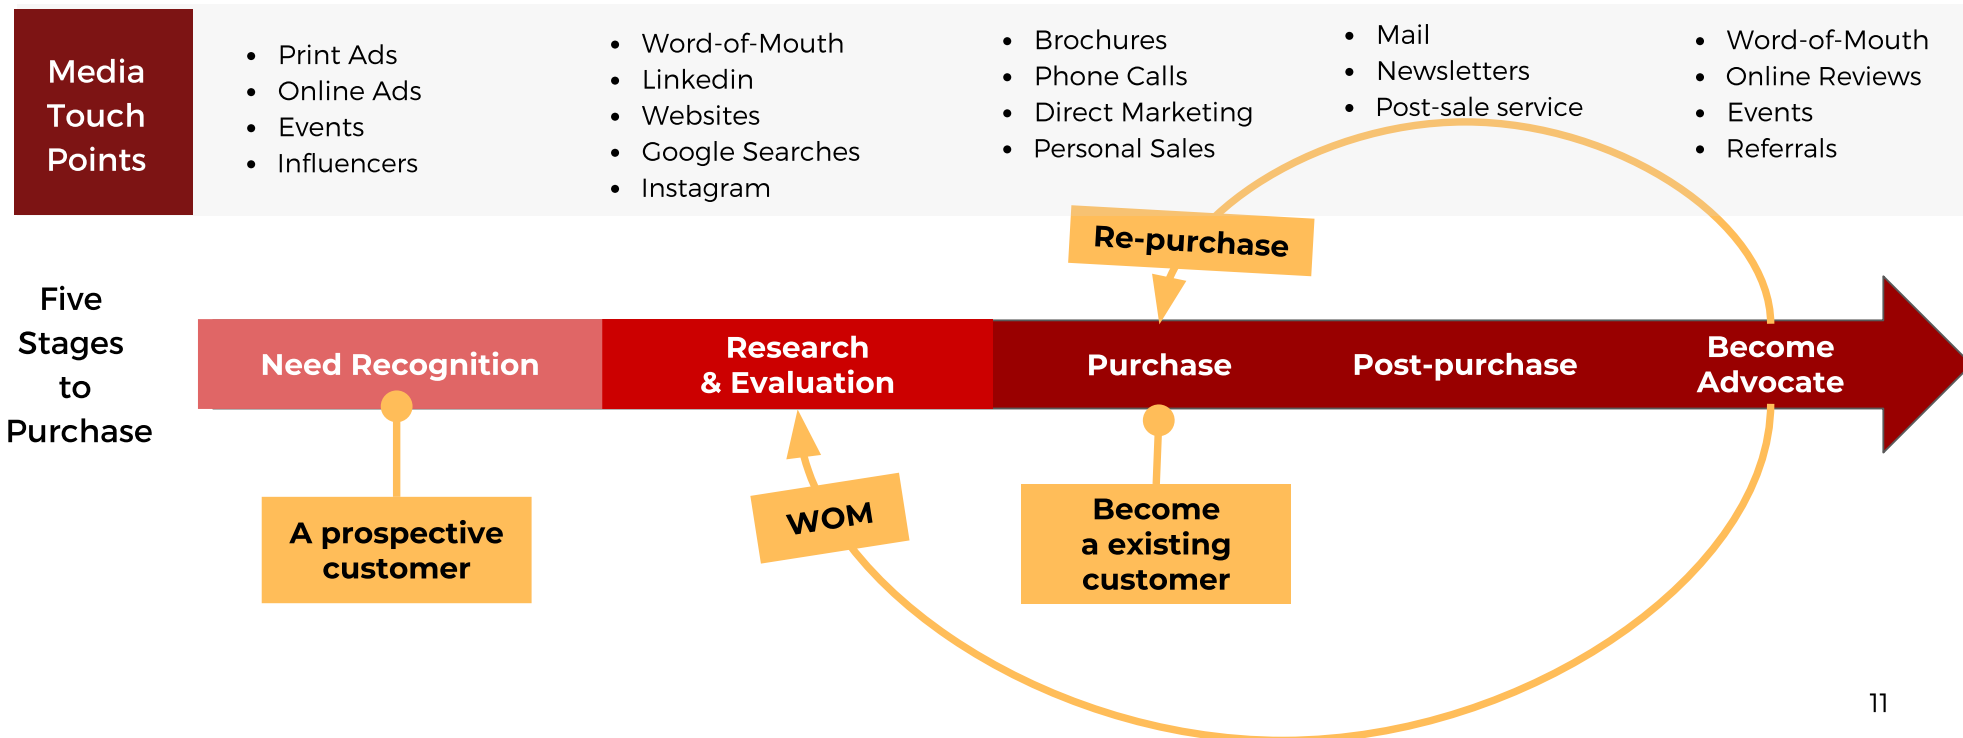 Media
Touch
Points
Print Ads
Online Ads
Events
Influencers
Word-of-Mouth
Linkedin
Websites
Google Searches
Instagram
Brochures
Phone Calls
Direct Marketing
Personal Sales
Mail
Newsletters
Post-sale service
Word-of-Mouth
Online Reviews
Events
Referrals
Re-purchase
Five
Stages
to
Purchase
Need Recognition
Research
& Evaluation
Purchase
Post-purchase
Become
Advocate
A prospective
customer
WOM
Become
a existing
customer
11